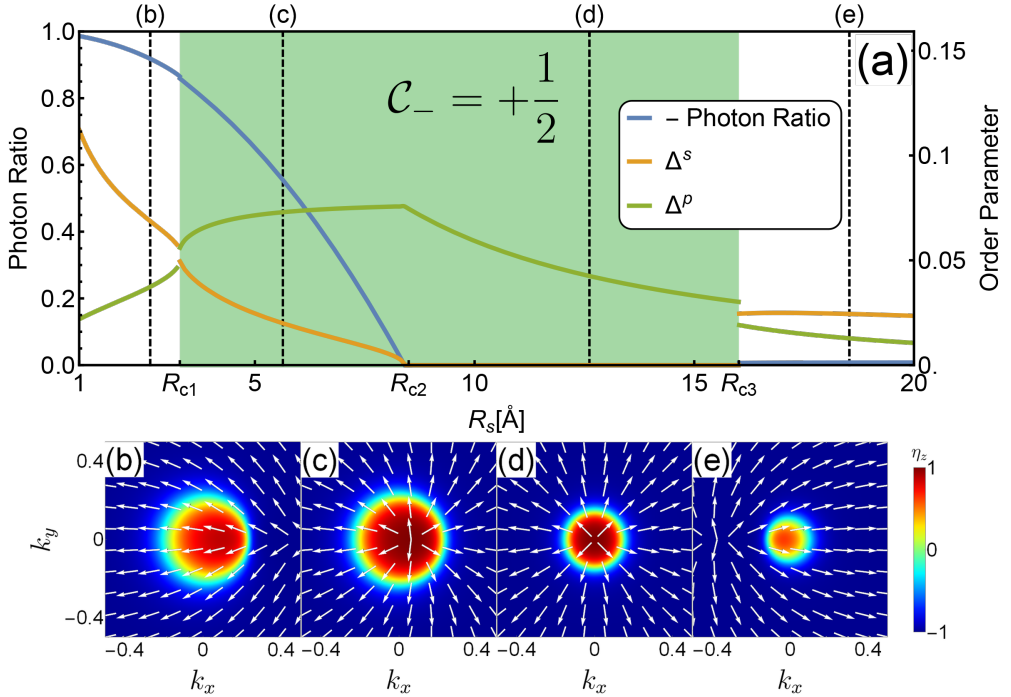 (b) (c) (d) (e)
1.0
0.8
0.6
0.4
0.2
0.0
Photon Ratio
0.15
0.10
0.05
0.
Order Parameter
(a)
𝒞₋ = +1/2
– Photon Ratio
Δˢ
Δᵖ
1 R_c1 5 R_c2 10 15 R_c3 20
R_s[Å]
(b) (c) (d) (e)
0.4
0
−0.4
k_y
−0.4 0 0.4 −0.4 0 0.4 −0.4 0 0.4 −0.4 0 0.4
k_x k_x k_x k_x
η_z
1
0
−1